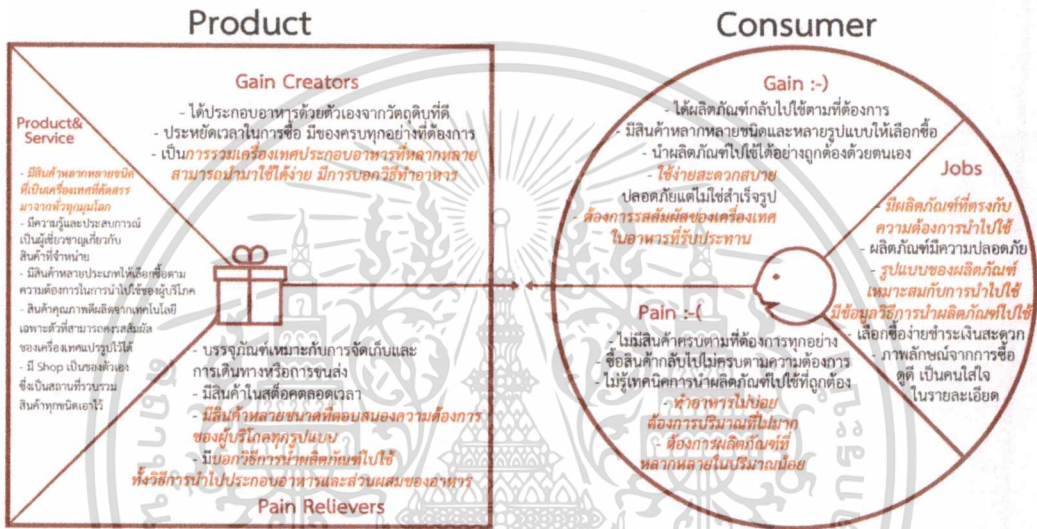 Product
Consumer
Gain Creators
- ได้ประกอบอาหารด้วยตัวเองจากวัตถุดิบที่ดี
- ประหยัดเวลาในการซื้อ มีของครบทุกอย่างที่ต้องการ
- เป็นการรวมเครื่องเทศประกอบอาหารที่หลากหลาย
สามารถนำมาใช้ได้ง่าย มีการบอกวิธีทำอาหาร
Product&
Service
- มีสินค้าหลากหลายชนิด
ที่เป็นเครื่องเทศที่คัดสรร
มาจากทั่วทุกมุมโลก
- มีความรู้และประสบการณ์
เป็นผู้เชี่ยวชาญเกี่ยวกับ
สินค้าที่จำหน่าย
- มีสินค้าหลายประเภทให้เลือกซื้อตาม
ความต้องการในการนำไปใช้ของผู้บริโภค
- สินค้าคุณภาพดีผลิตจากเทคโนโลยี
เฉพาะตัวที่สามารถคงรสสัมผัส
ของเครื่องเทศแปรรูปไว้ได้
- มี Shop เป็นของตัวเอง
ซึ่งเป็นสถานที่รวบรวม
สินค้าทุกชนิดเอาไว้
- บรรจุภัณฑ์เหมาะกับการจัดเก็บและ
การเดินทางหรือการขนส่ง
- มีสินค้าในสต็อคตลอดเวลา
- มีสินค้าหลายขนาดที่ตอบสนองความต้องการ
ของผู้บริโภคทุกรูปแบบ
- มีบอกวิธีการนำผลิตภัณฑ์ไปใช้
ทั้งวิธีการนำไปประกอบอาหารและส่วนผสมของอาหาร
Pain Relievers
Gain :-)
- ได้ผลิตภัณฑ์กลับไปใช้ตามที่ต้องการ
- มีสินค้าหลากหลายชนิดและหลายรูปแบบให้เลือกซื้อ
- นำผลิตภัณฑ์ไปใช้ได้อย่างถูกต้องด้วยตนเอง
- ใช้ง่ายสะดวกสบาย
ปลอดภัยแต่ไม่ใช่สำเร็จรูป
- ต้องการรสสัมผัสของเครื่องเทศ
ในอาหารที่รับประทาน
Jobs
- มีผลิตภัณฑ์ที่ตรงกับ
ความต้องการนำไปใช้
- ผลิตภัณฑ์มีความปลอดภัย
- รูปแบบของผลิตภัณฑ์
เหมาะสมกับการนำไปใช้
มีข้อมูลวิธีการนำผลิตภัณฑ์ไปใช้
- เลือกซื้อง่ายชำระเงินสะดวก
- ภาพลักษณ์จากการซื้อ
ดูดี เป็นคนใส่ใจ
ในรายละเอียด
Pain :-(
- ไม่มีสินค้าครบตามที่ต้องการทุกอย่าง
- ซื้อสินค้ากลับไปไม่ครบตามความต้องการ
- ไม่รู้เทคนิคการนำผลิตภัณฑ์ไปใช้ที่ถูกต้อง
- ทำอาหารไม่บ่อย
ต้องการปริมาณที่ไม่มาก
- ต้องการผลิตภัณฑ์ที่
หลากหลายในปริมาณน้อย